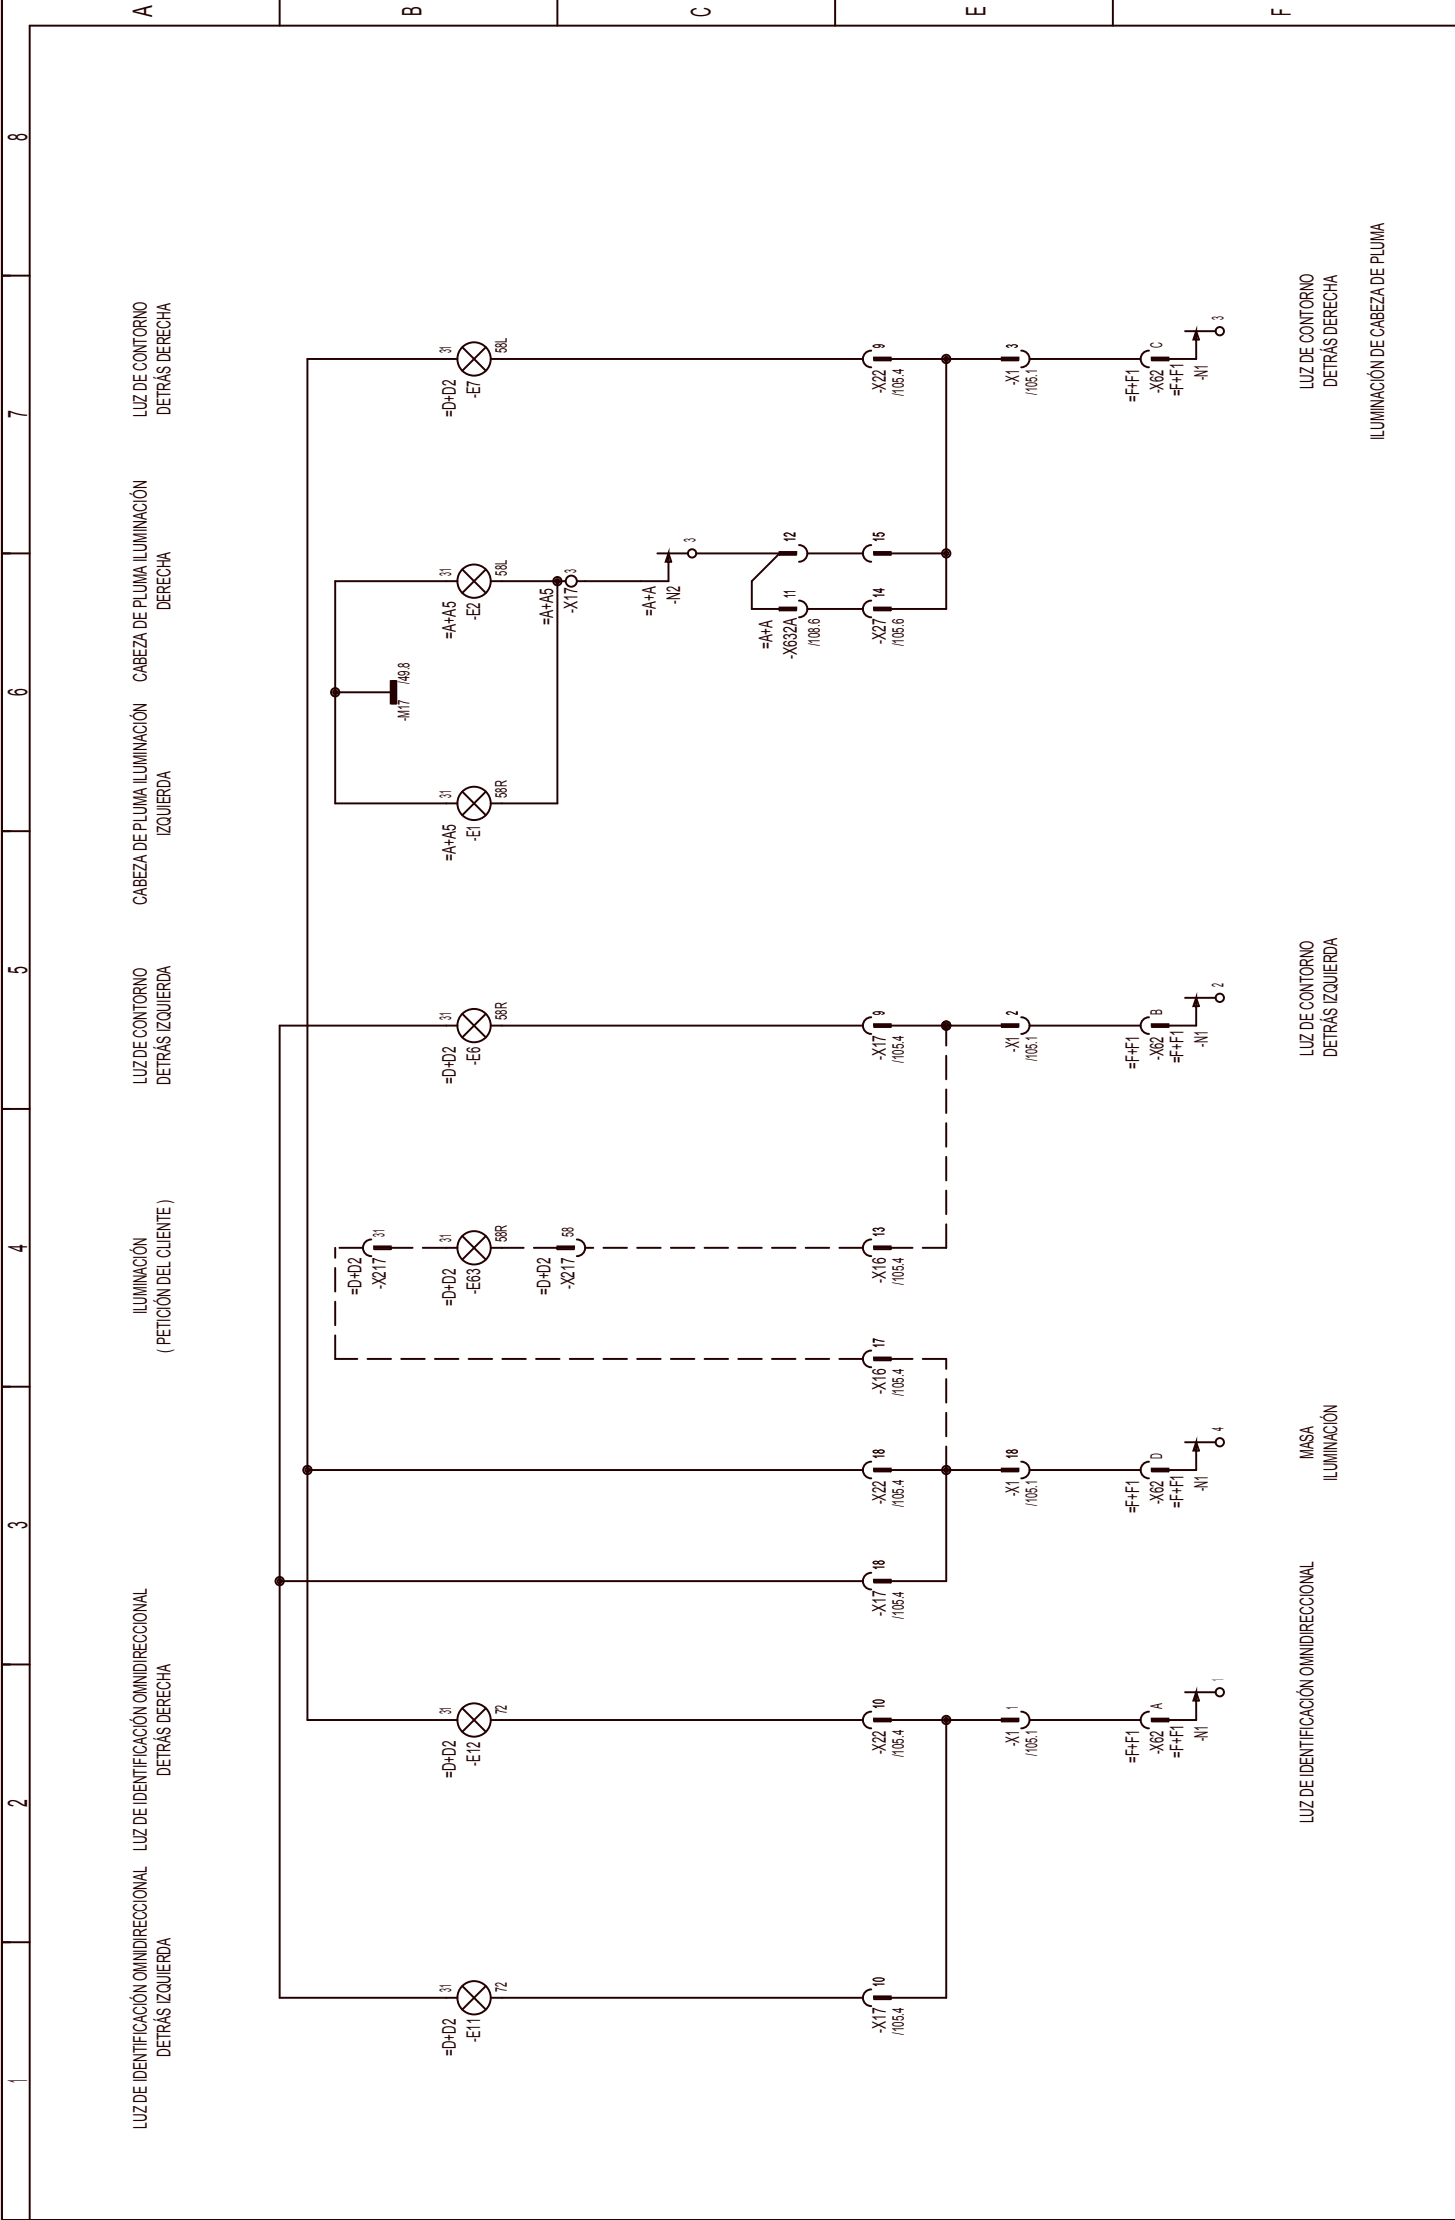 1
2
3
4
5
6
7
8
A
B
C
E
F
LUZ DE IDENTIFICACIÓN OMNIDIRECCIONAL
DETRÁS IZQUIERDA
LUZ DE IDENTIFICACIÓN OMNIDIRECCIONAL
DETRÁS DERECHA
ILUMINACIÓN
( PETICIÓN DEL CLIENTE )
LUZ DE CONTORNO
DETRÁS IZQUIERDA
CABEZA DE PLUMA ILUMINACIÓN
IZQUIERDA
CABEZA DE PLUMA ILUMINACIÓN
DERECHA
LUZ DE CONTORNO
DETRÁS DERECHA
=D+D2
-X217
31
-M17
/49.8
=D+D2
-E11
31
72
=D+D2
-E12
31
72
=D+D2
-E63
31
58R
=D+D2
-E6
31
58R
=A+A5
-E1
31
58R
=A+A5
-E2
31
58L
=D+D2
-E7
31
58L
=D+D2
-X217
58
=A+A5
-X17
3
=A+A
-N2
3
=A+A
-X632A
/108.6
11
12
-X17
/105.4
10
-X22
/105.4
10
-X17
/105.4
18
-X22
/105.4
18
-X16
/105.4
17
-X16
/105.4
13
-X17
/105.4
9
-X27
/105.6
14
15
-X22
/105.4
9
-X1
/105.1
1
-X1
/105.1
18
-X1
/105.1
2
-X1
/105.1
3
=F+F1
-X62
A
=F+F1
-N1
1
=F+F1
-X62
D
=F+F1
-N1
4
=F+F1
-X62
B
=F+F1
-N1
2
=F+F1
-X62
C
=F+F1
-N1
3
LUZ DE IDENTIFICACIÓN OMNIDIRECCIONAL
MASA
ILUMINACIÓN
LUZ DE CONTORNO
DETRÁS IZQUIERDA
LUZ DE CONTORNO
DETRÁS DERECHA
ILUMINACIÓN DE CABEZA DE PLUMA